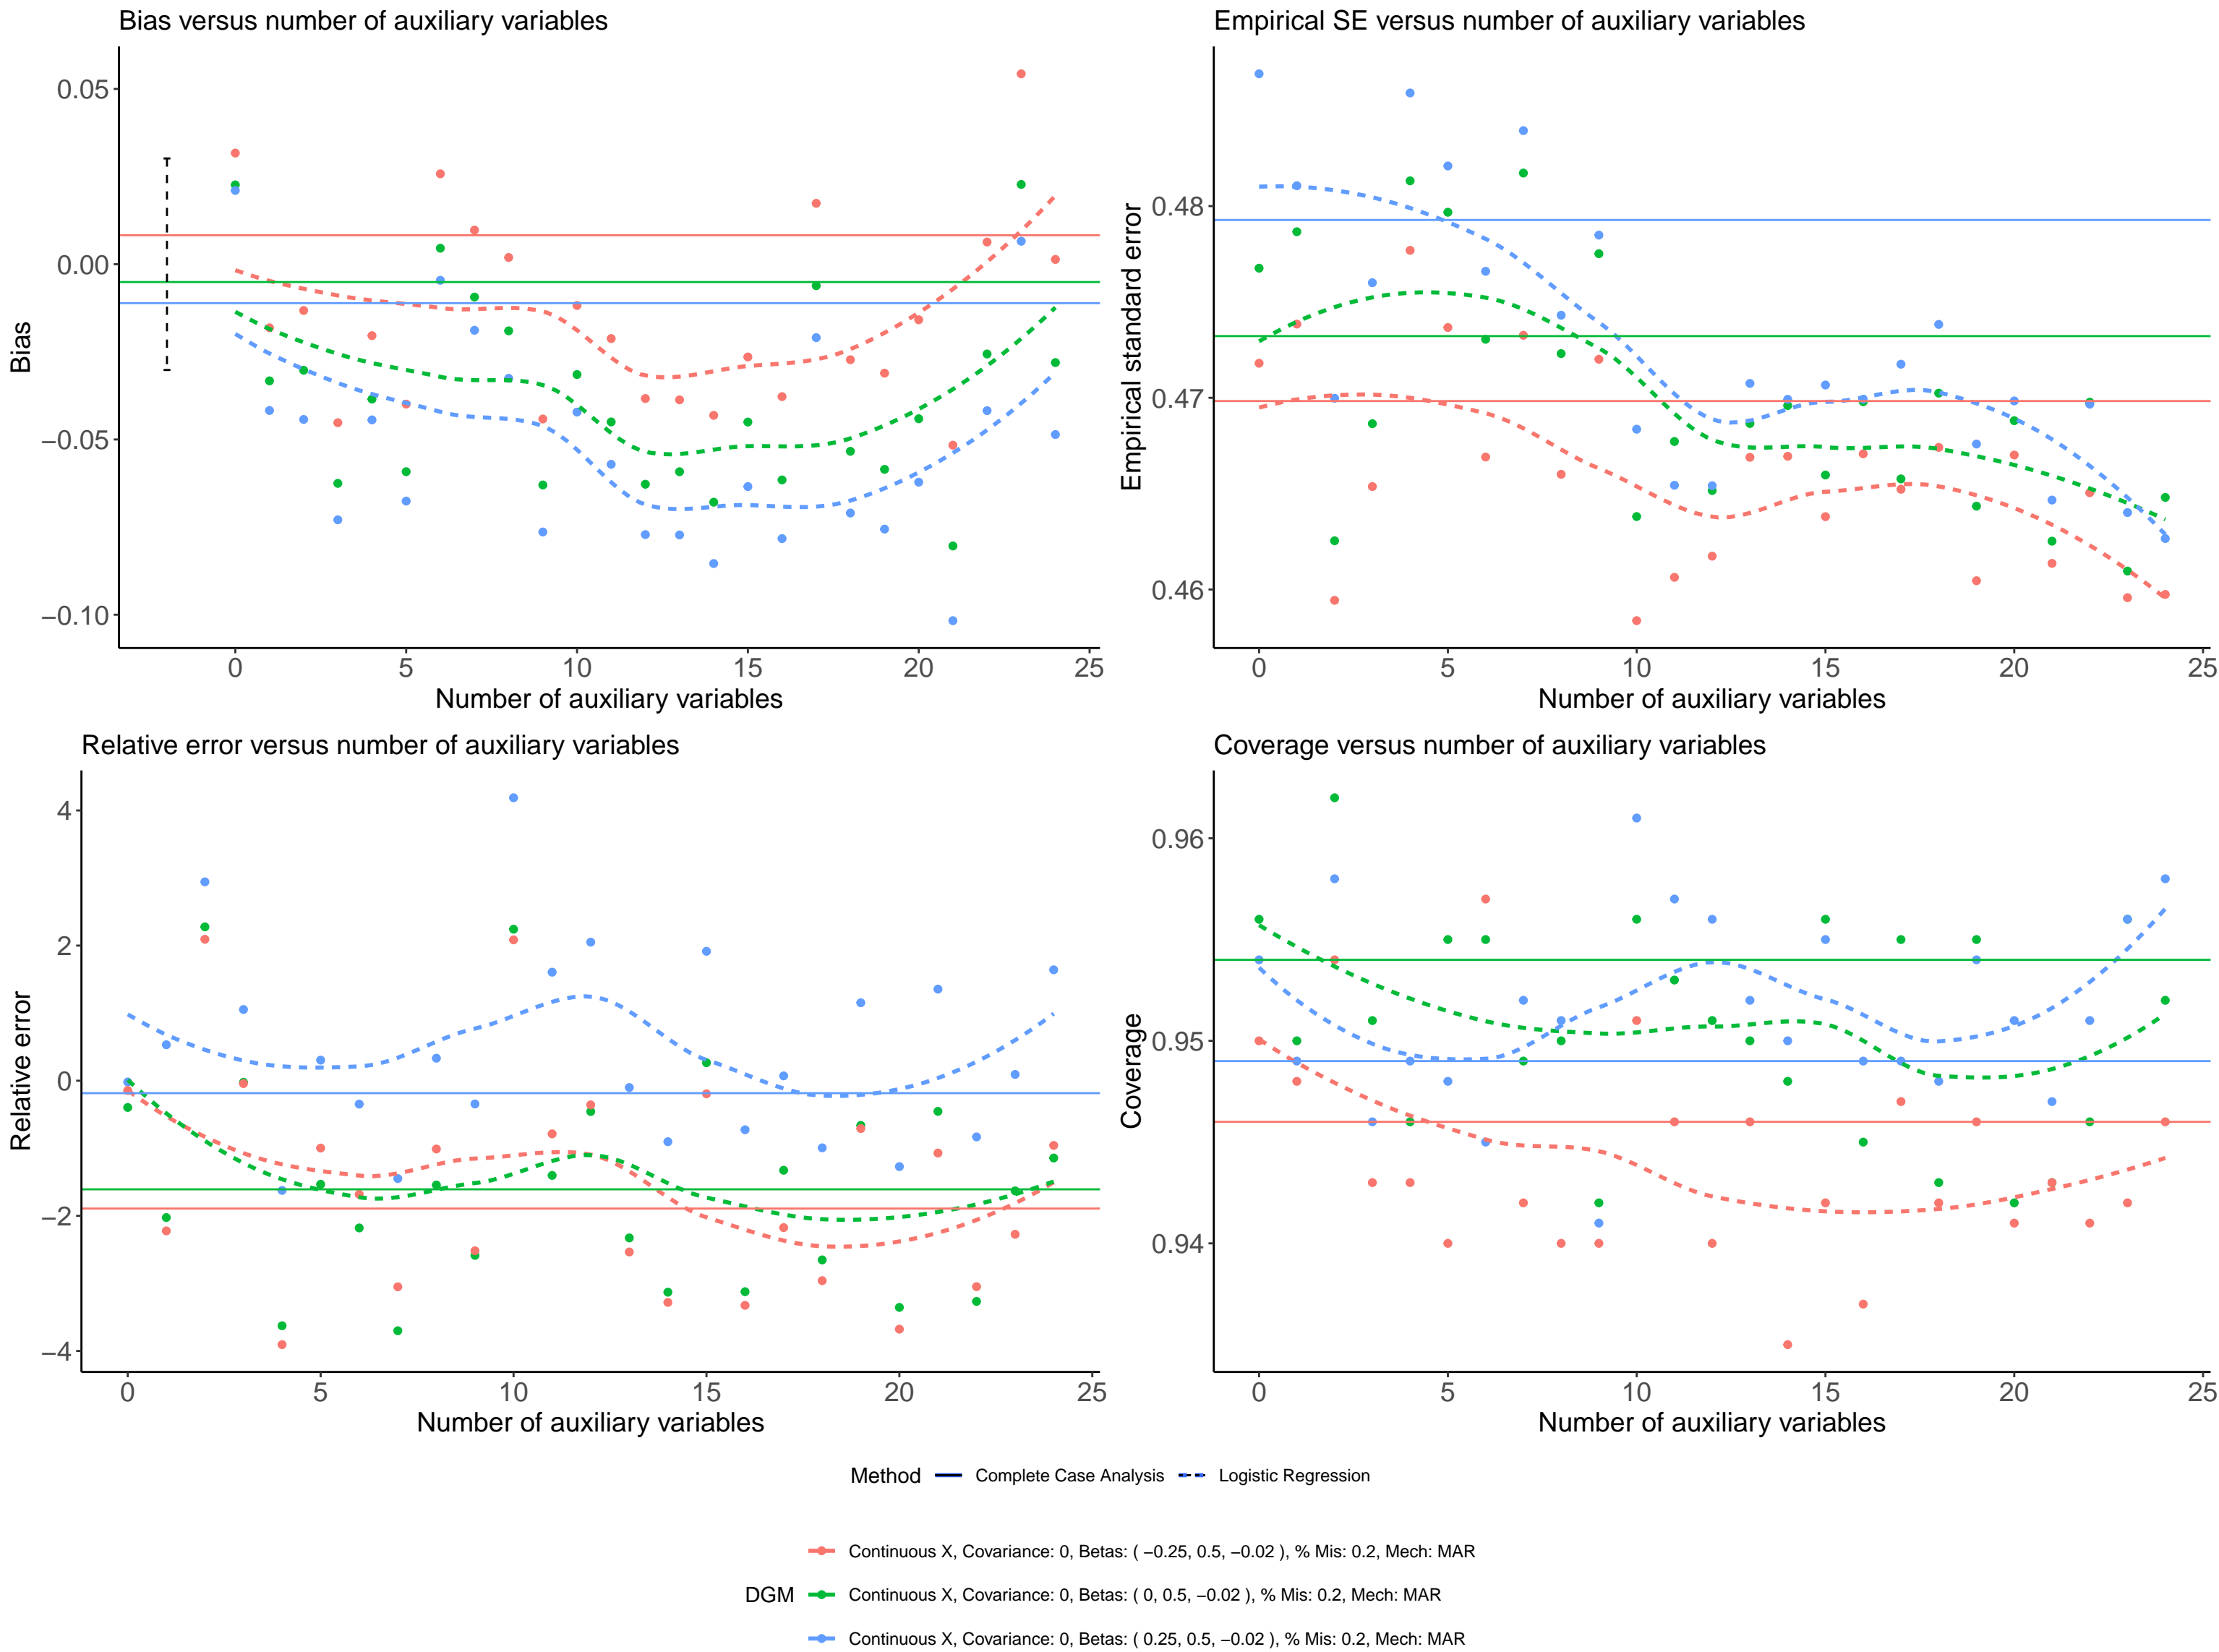 Bias versus number of auxiliary variables
Empirical SE versus number of auxiliary variables
Bias
0.05
0.00
−0.05
−0.10
0 5 10 15 20 25
Number of auxiliary variables
Empirical standard error
0.48
0.47
0.46
0 5 10 15 20 25
Number of auxiliary variables
Relative error versus number of auxiliary variables
Coverage versus number of auxiliary variables
Relative error
4
2
0
−2
−4
0 5 10 15 20 25
Number of auxiliary variables
Coverage
0.96
0.95
0.94
0 5 10 15 20 25
Number of auxiliary variables
Method Complete Case Analysis Logistic Regression
DGM
Continuous X, Covariance: 0, Betas: ( −0.25, 0.5, −0.02 ), % Mis: 0.2, Mech: MAR
Continuous X, Covariance: 0, Betas: ( 0, 0.5, −0.02 ), % Mis: 0.2, Mech: MAR
Continuous X, Covariance: 0, Betas: ( 0.25, 0.5, −0.02 ), % Mis: 0.2, Mech: MAR